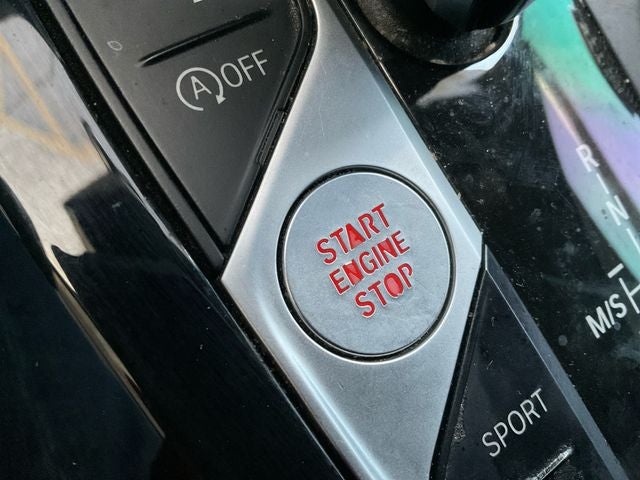 A OFF
START
ENGINE
STOP
R
N
M/S
SPORT